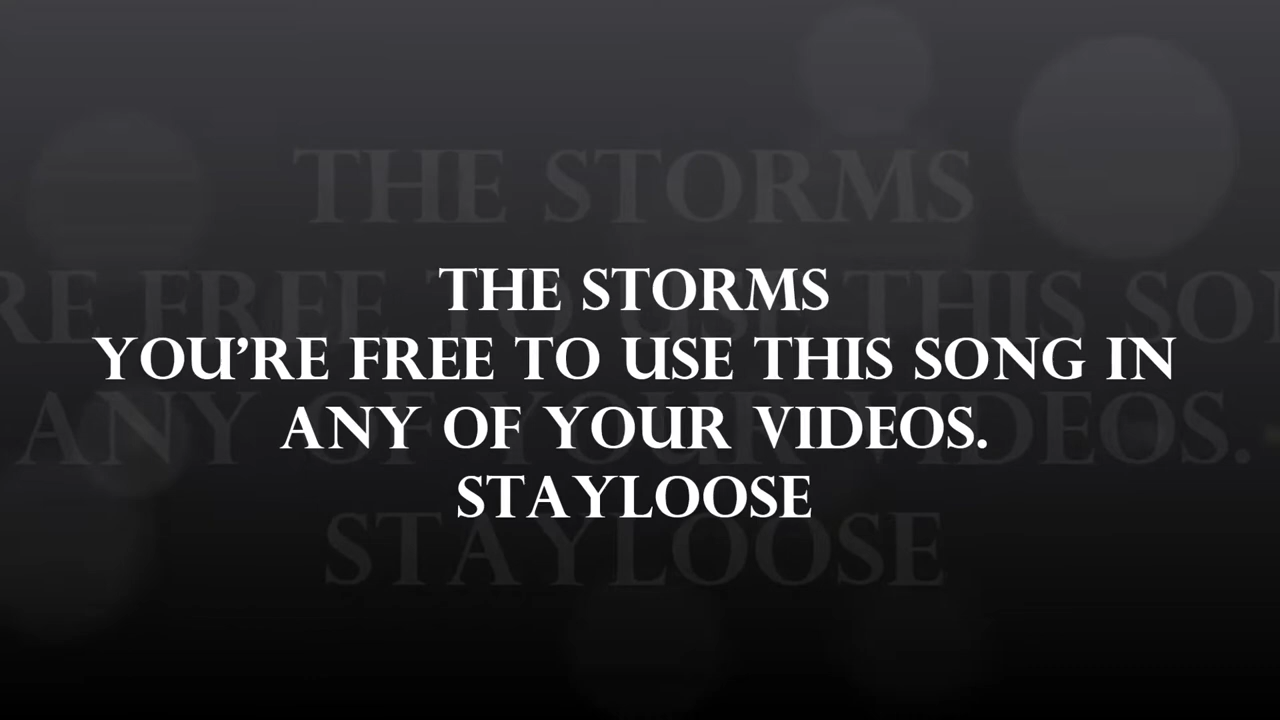 THE STORMS
YOU'RE FREE TO USE THIS SONG IN
ANY OF YOUR VIDEOS.
STAYLOOSE